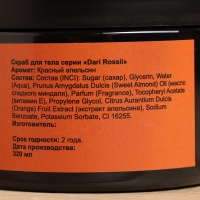 Скраб для тела серии «Dari Rossii»
Аромат: Красный апельсин
Состав (INCI): Sugar (сахар), Glycerin, Water
(Aqua), Prunus Amygdalus Dulcis (Sweet Almond) Oil (масло
сладкого миндаля), Parfum (Fragrance), Tocopheryl Acetate
(витамин Е), Propylene Glycol, Citrus Aurantium Dulcis
(Orange) Fruit Extract (экстракт апельсина), Sodium
Benzoate, Potassium Sorbate, CI 16255.
Изготовитель:
Срок годности: 2 года.
Дата производства:
320 мл